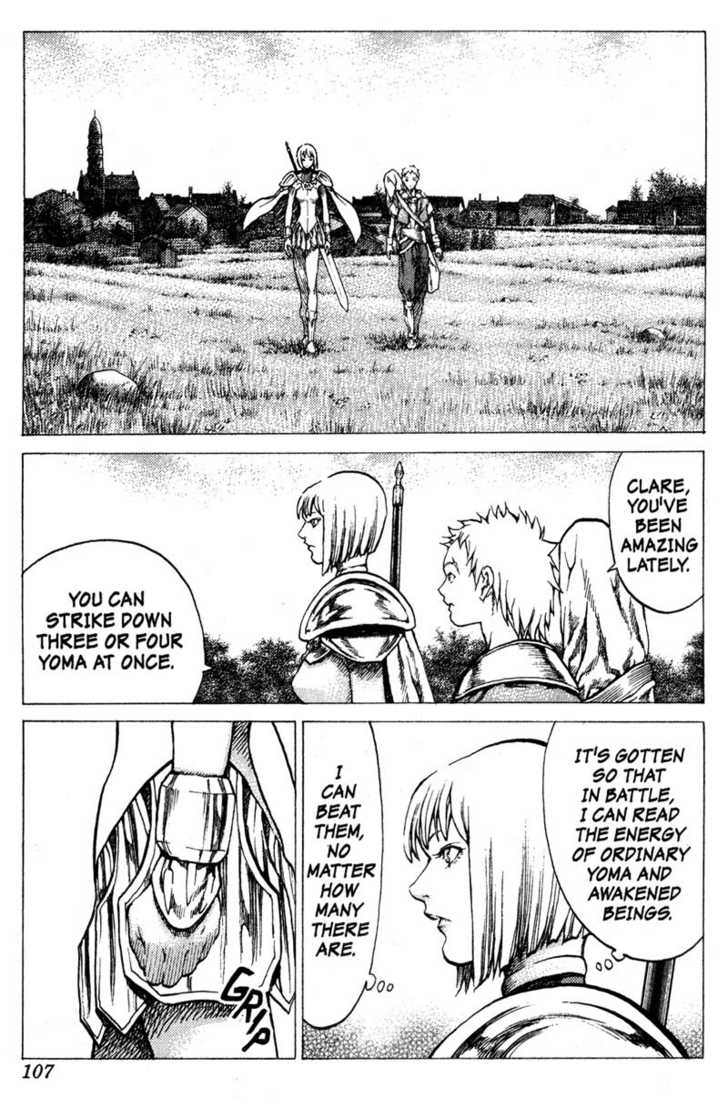 CLARE,
YOU'VE
BEEN
AMAZING
LATELY.
YOU CAN
STRIKE DOWN
THREE OR FOUR
YOMA AT ONCE.
IT'S GOTTEN
SO THAT
IN BATTLE,
I CAN READ
THE ENERGY
OF ORDINARY
YOMA AND
AWAKENED
BEINGS.
I
CAN
BEAT
THEM,
NO
MATTER
HOW
MANY
THERE
ARE.
GRIP
107